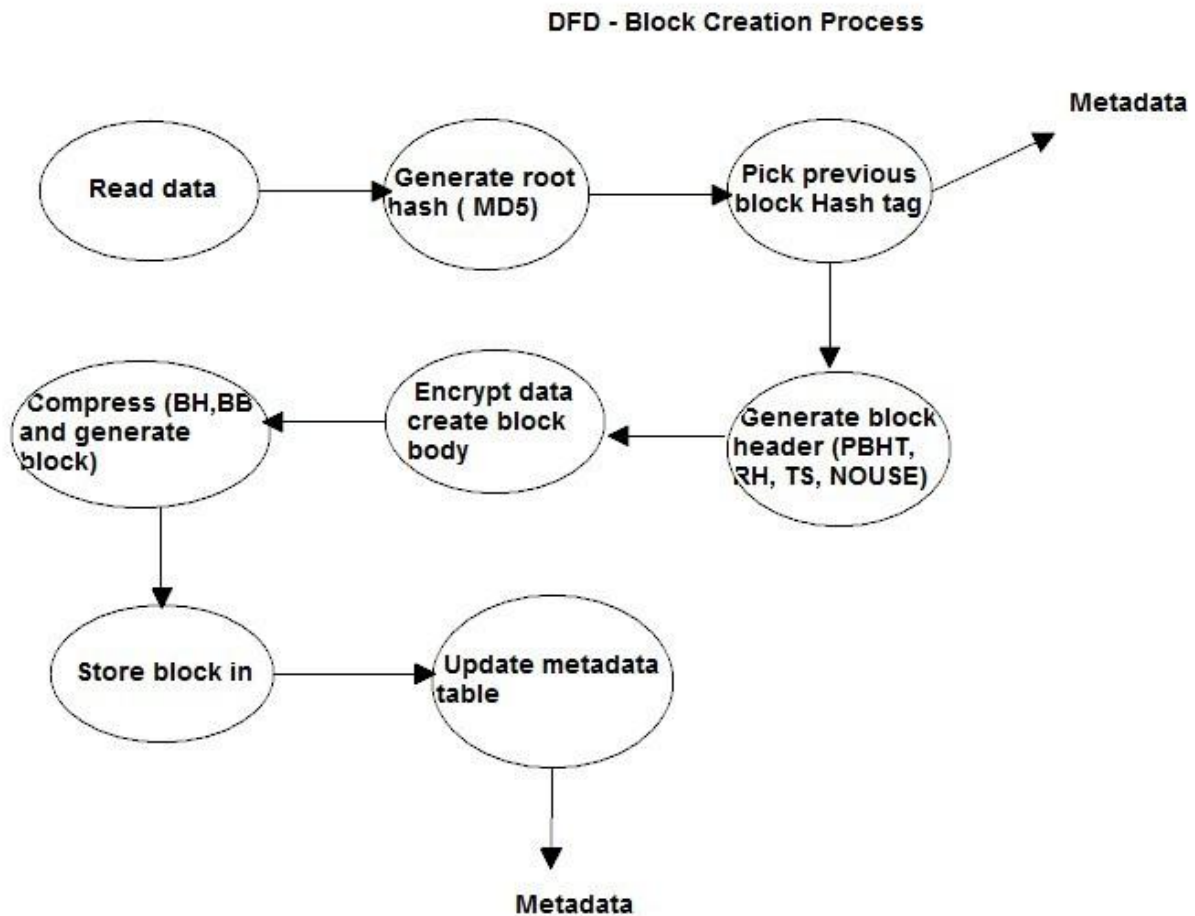 DFD - Block Creation Process
Metadata
Read data
Generate root
hash ( MD5)
Pick previous
block Hash tag
Compress (BH,BB
and generate
block)
Encrypt data
create block
body
Generate block
header (PBHT,
RH, TS, NOUSE)
Store block in
Update metadata
table
Metadata